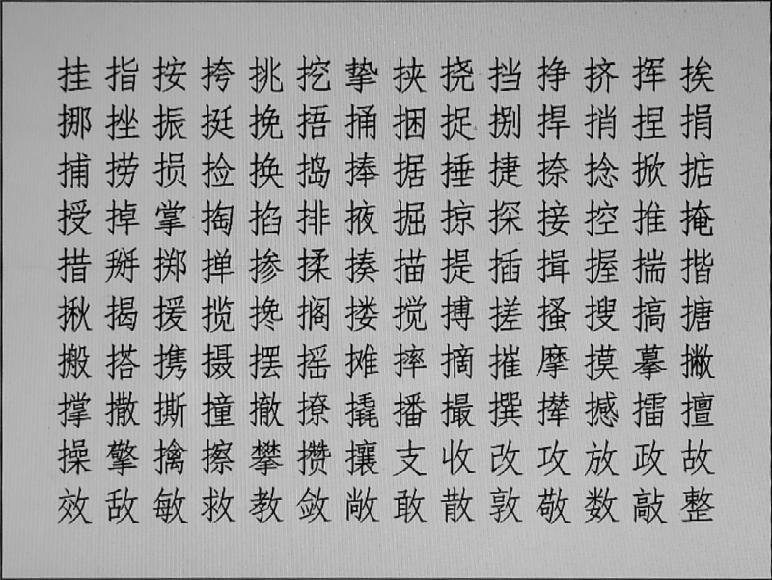 挂指按挎挑挖挚挟挠挡挣挤挥挨
挪挫振挺挽捂捅捆捉捌捍捎捏捐
捕捞损捡换捣捧据捶捷捺捻掀掂
授掉掌掏掐排掖掘掠探接控推掩
措掰掷掸掺揉揍描提插揖握揣揩
揪揭援揽搀搁搂搅搏搓搔搜搞搪
搬搭携摄摆摇摊摔摘摧摩摸摹撇
撑撒撕撞撤撩撬播撮撰撵撼擂擅
操擎擒擦攀攒攘支收改攻放政故
效敌敏救教敛敞敢散敦敬数敲整